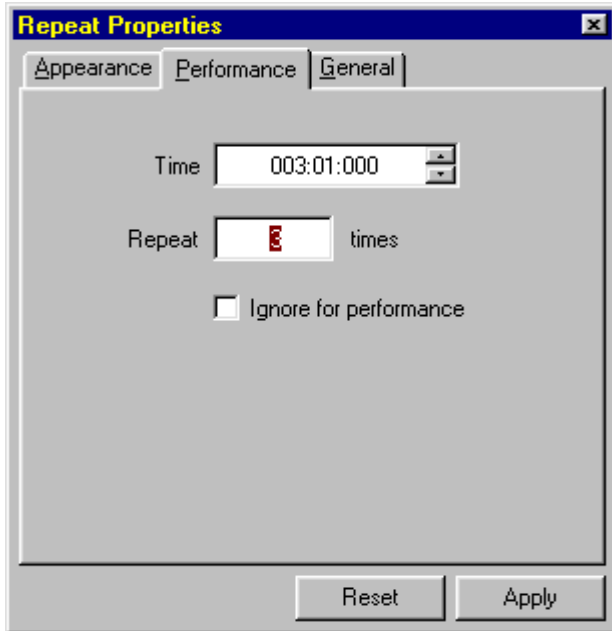 Repeat Properties
Appearance Performance General
Time 003:01:000
Repeat 3 times
Ignore for performance
Reset Apply